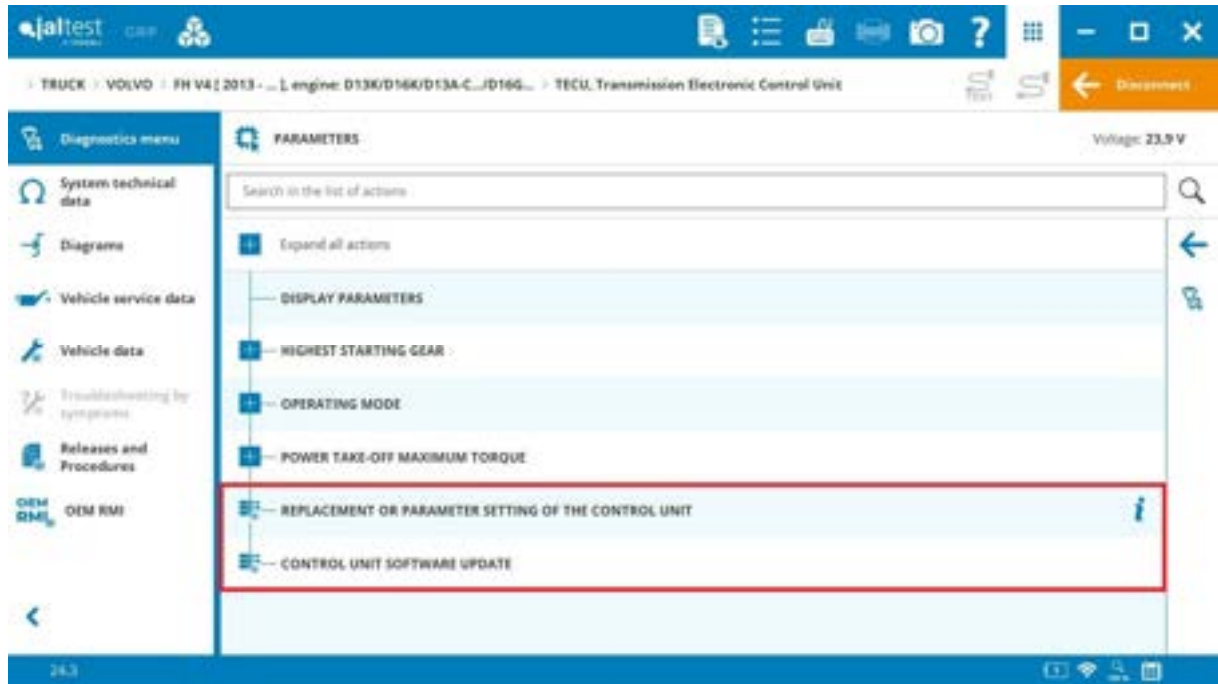 jaltest
TRUCK VOLVO FH V4 [ 2013 - ... ], engine: D13K/D16K/D13A-C.../D16G... TECU, Transmission Electronic Control Unit
Disconnect
Diagnostics menu
PARAMETERS
Voltage: 23,9 V
System technical
data
Search in the list of actions
Diagrams
Expand all actions
Vehicle service data
DISPLAY PARAMETERS
Vehicle data
HIGHEST STARTING GEAR
Troubleshooting by
symptoms
OPERATING MODE
Releases and
Procedures
POWER TAKE-OFF MAXIMUM TORQUE
OEM RMI
OEM RMI
REPLACEMENT OR PARAMETER SETTING OF THE CONTROL UNIT
CONTROL UNIT SOFTWARE UPDATE